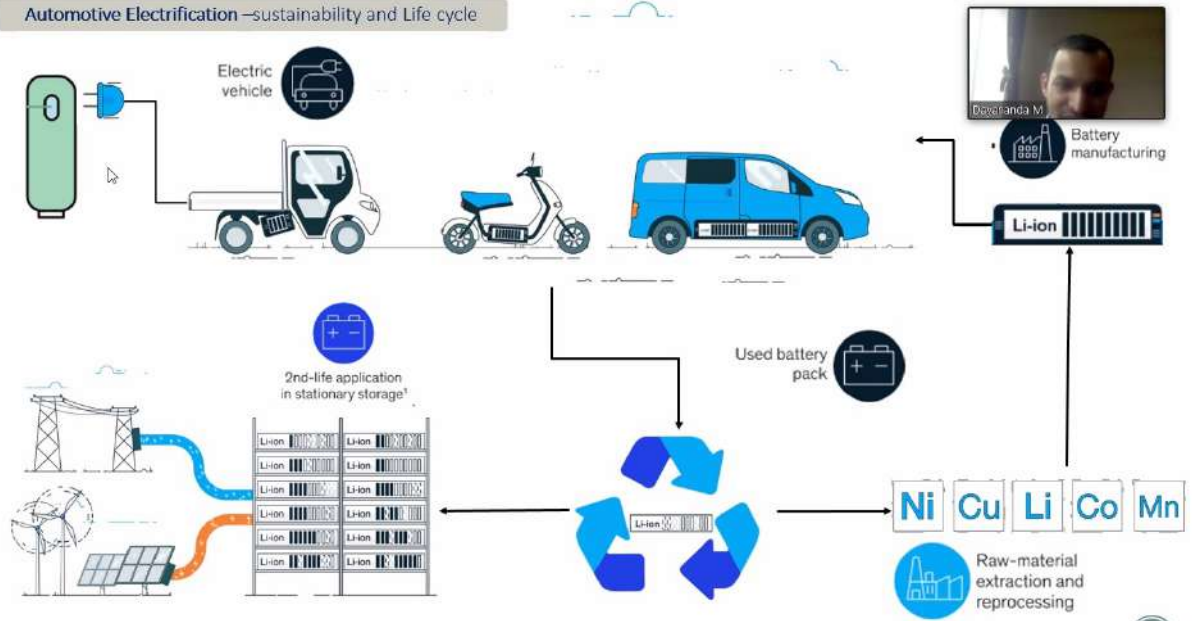 Automotive Electrification –sustainability and Life cycle
Electric
vehicle
Davananda M
Battery
manufacturing
Li-ion
2nd-life application
in stationary storage¹
Used battery
pack
Li-ion Li-ion
Li-ion Li-ion
Li-ion Li-ion
Li-ion Li-ion
Li-ion Li-ion
Li-ion Li-ion
Li-ion
Ni Cu Li Co Mn
Raw-material
extraction and
reprocessing